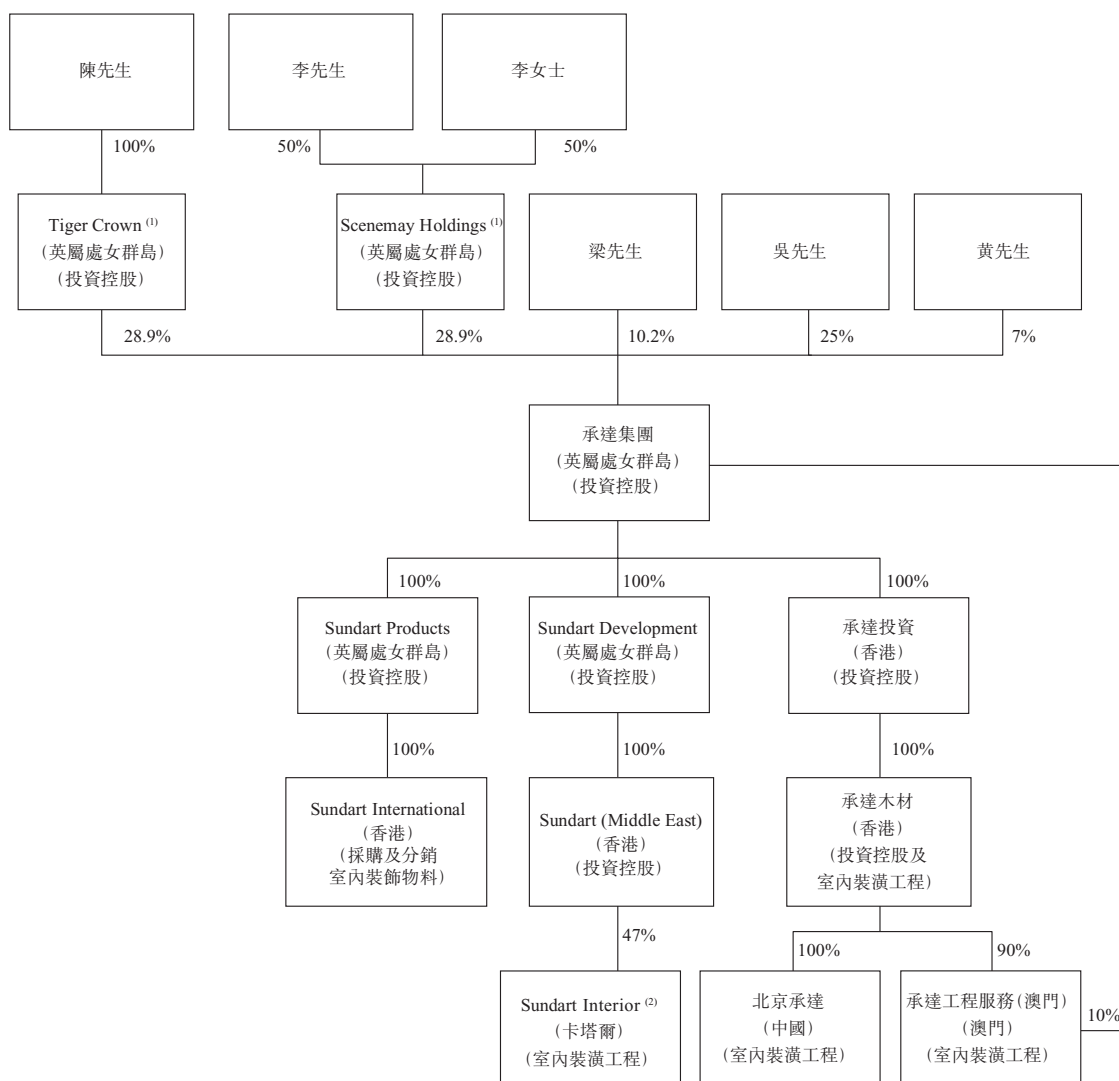 陳先生
李先生
李女士
100%
50%
50%
Tiger Crown (1)
(英屬處女群島)
(投資控股)
Scenemay Holdings (1)
(英屬處女群島)
(投資控股)
梁先生
吳先生
黃先生
28.9%
28.9%
10.2%
25%
7%
承達集團
(英屬處女群島)
(投資控股)
100%
100%
100%
Sundart Products
(英屬處女群島)
(投資控股)
Sundart Development
(英屬處女群島)
(投資控股)
承達投資
(香港)
(投資控股)
100%
100%
100%
Sundart International
(香港)
(採購及分銷
室內裝飾物料)
Sundart (Middle East)
(香港)
(投資控股)
承達木材
(香港)
(投資控股及
室內裝潢工程)
47%
100%
90%
Sundart Interior (2)
(卡塔爾)
(室內裝潢工程)
北京承達
(中國)
(室內裝潢工程)
承達工程服務(澳門)
(澳門)
(室內裝潢工程)
10%